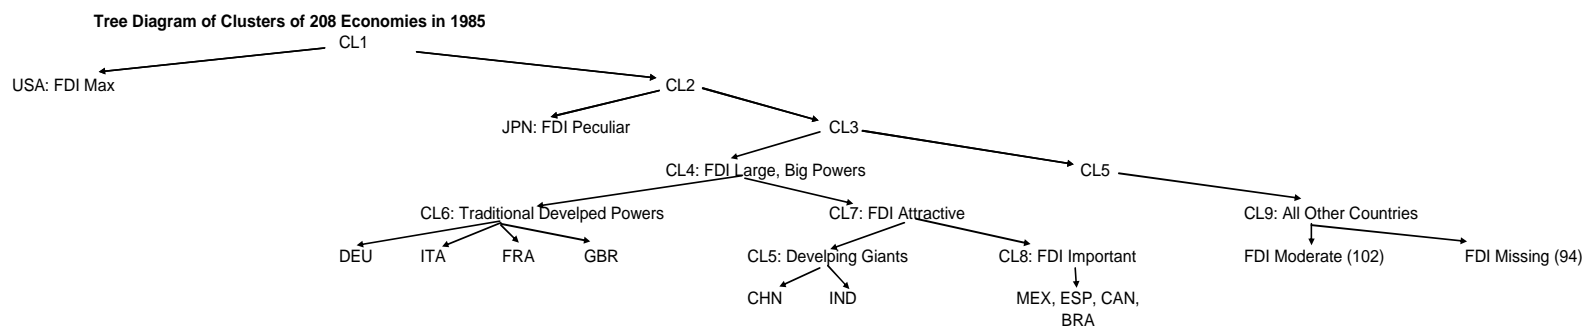 Tree Diagram of Clusters of 208 Economies in 1985
CL1
USA: FDI Max
CL2
JPN: FDI Peculiar
CL3
CL4: FDI Large, Big Powers
CL5
CL6: Traditional Develped Powers
CL7: FDI Attractive
CL9: All Other Countries
DEU
ITA
FRA
GBR
CL5: Develping Giants
CL8: FDI Important
FDI Moderate (102)
FDI Missing (94)
CHN
IND
MEX, ESP, CAN,
BRA